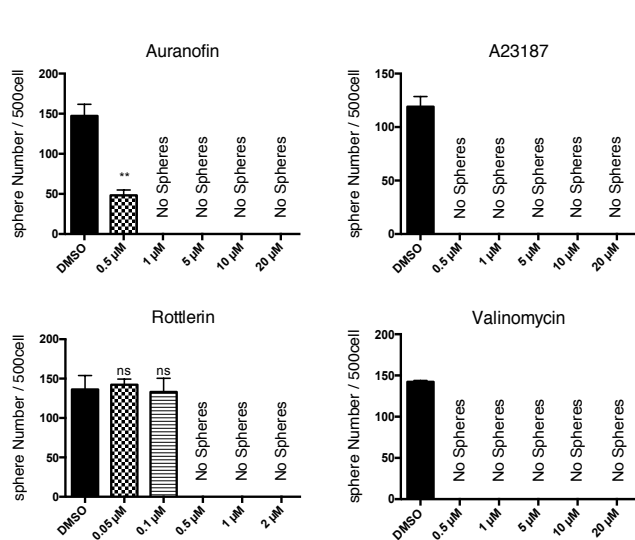 Auranofin
sphere Number / 500cell
200
150
100
50
0
**
No Spheres
No Spheres
No Spheres
No Spheres
DMSO
0.5 µM
1 µM
5 µM
10 µM
20 µM
A23187
sphere Number / 500cell
150
100
50
0
No Spheres
No Spheres
No Spheres
No Spheres
No Spheres
DMSO
0.5 µM
1 µM
5 µM
10 µM
20 µM
Rottlerin
sphere Number / 500cell
200
150
100
50
0
ns
ns
No Spheres
No Spheres
No Spheres
DMSO
0.05 µM
0.1 µM
0.5 µM
1 µM
2 µM
Valinomycin
sphere Number / 500cell
200
150
100
50
0
No Spheres
No Spheres
No Spheres
No Spheres
No Spheres
DMSO
0.5 µM
1 µM
5 µM
10 µM
20 µM